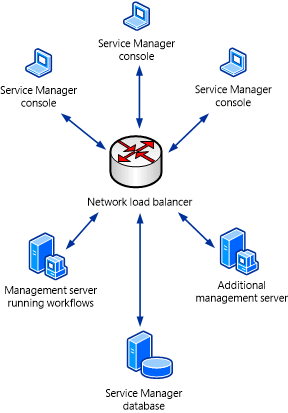 Service Manager
console
Service Manager
console
Service Manager
console
Network load balancer
Management server
running workflows
Additional
management server
Service Manager
database